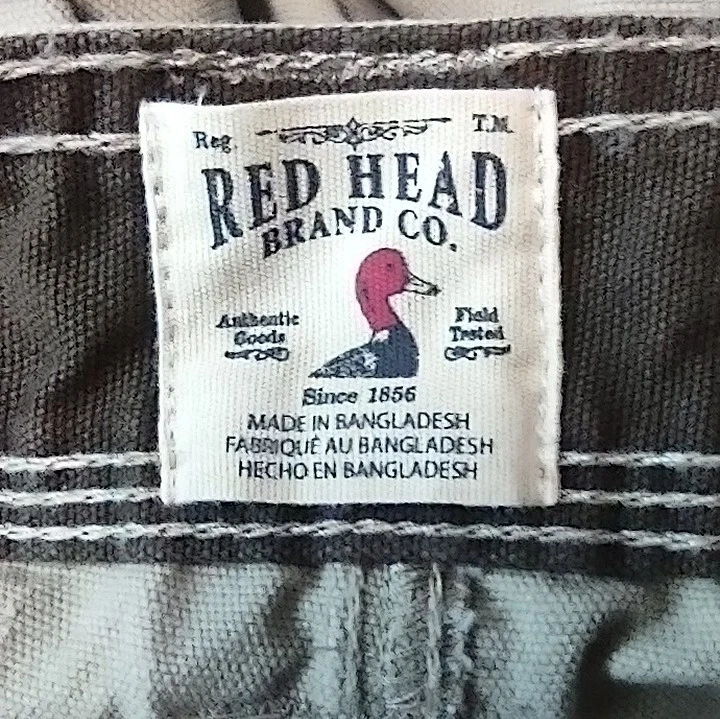 Reg. T.M.
RED HEAD
BRAND CO.
Authentic
Goods
Field
Tested
Since 1856
MADE IN BANGLADESH
FABRIQUÉ AU BANGLADESH
HECHO EN BANGLADESH